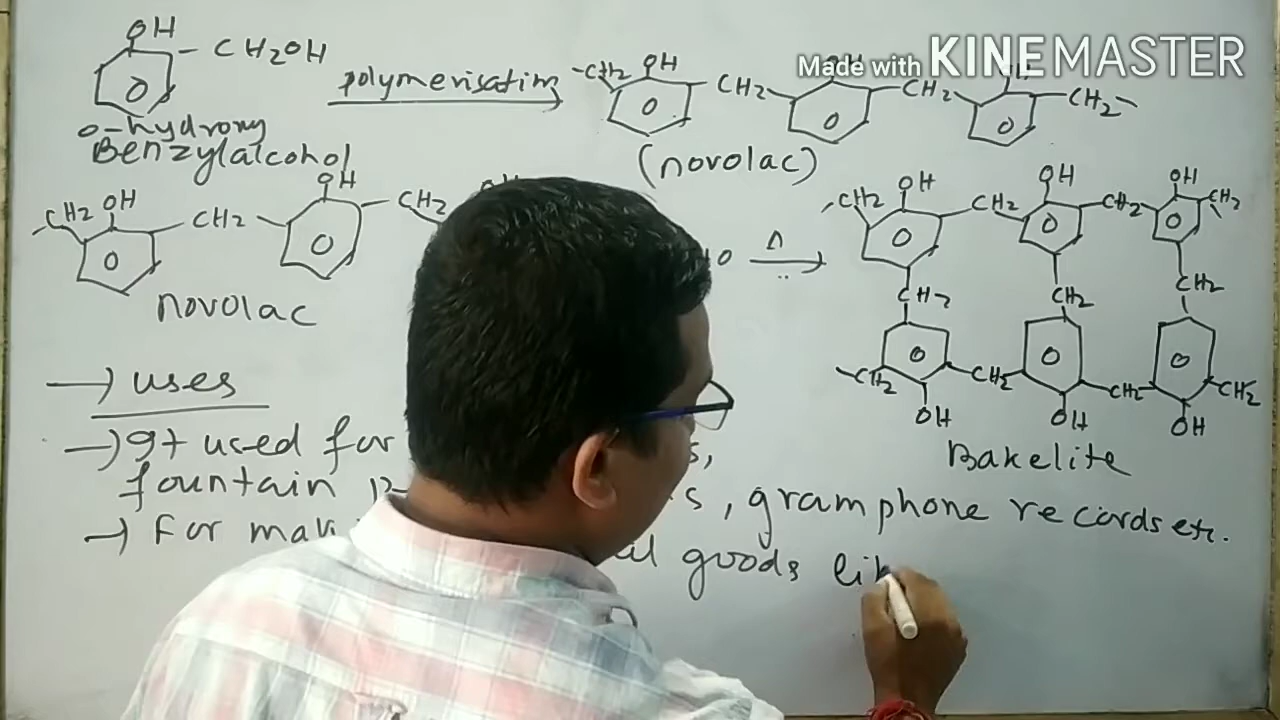 Made with KINEMASTER
OH
CH2OH
polymerisation
-CH2 OH CH2 CH2 CH2
o-hydroxy
Benzylalcohol
(novolac)
CH2 OH CH2 OH CH2
CH2 OH CH2 OH CH2 OH CH2
Δ
novolac
CH2 CH2 CH2
→ uses
CH2 CH2 CH2 CH2
OH OH OH
Bakelite
→ It used for
fountain , gramphone records etc.
→ For goods